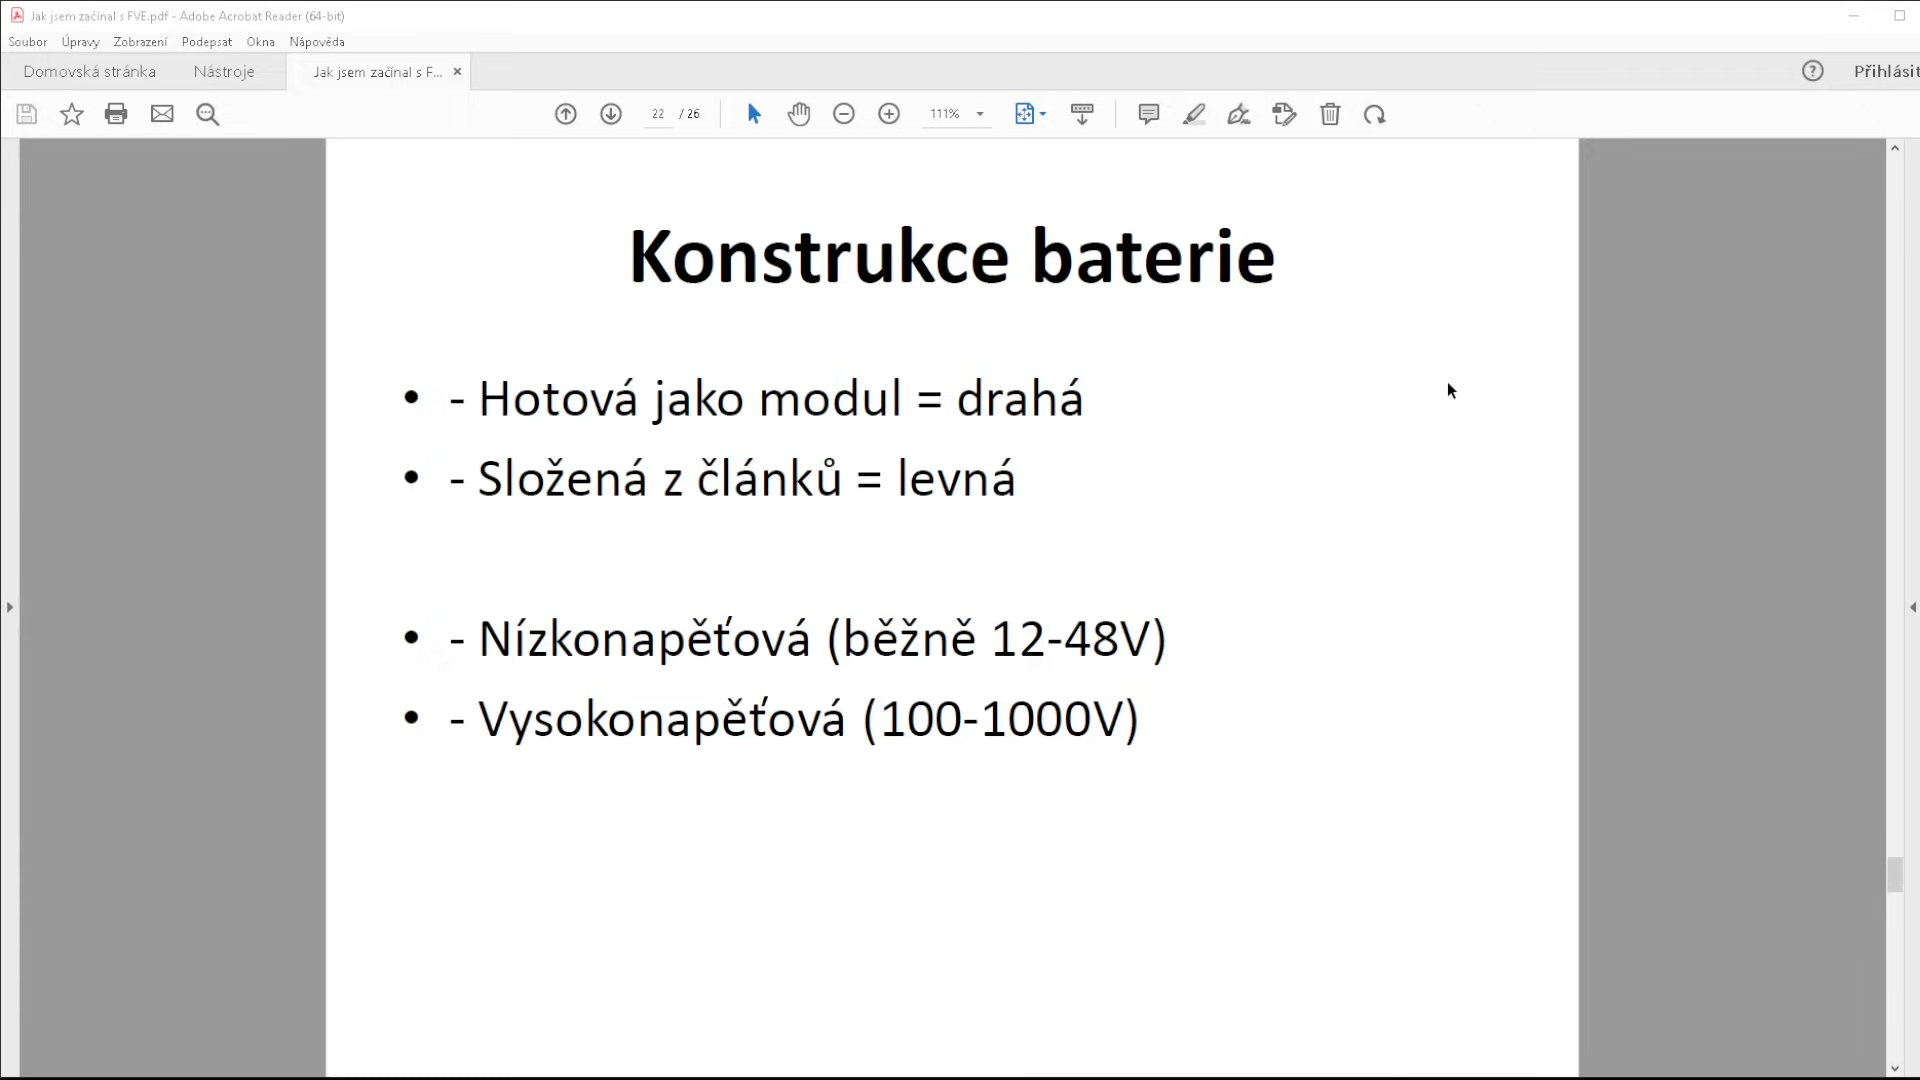 Jak jsem začínal s FVE.pdf - Adobe Acrobat Reader (64-bit)
Soubor Úpravy Zobrazení Podepsat Okna Nápověda
Domovská stránka Nástroje Jak jsem začínal s F... × Přihlásit
22 / 26 111%
Konstrukce baterie
• - Hotová jako modul = drahá
• - Složená z článků = levná
• - Nízkonapěťová (běžně 12-48V)
• - Vysokonapěťová (100-1000V)